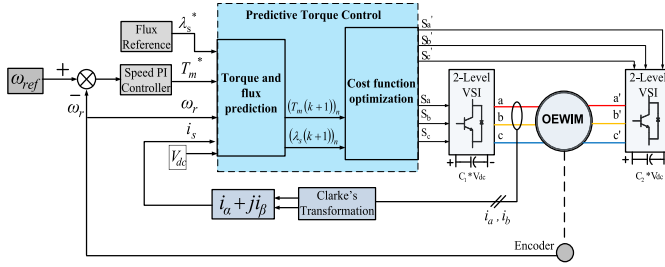 Predictive Torque Control
Flux
Reference
λs*
Sa'
Sb'
Sc'
ωref
+
−
Speed PI
Controller
Tm*
Torque and
flux
prediction
Cost function
optimization
2-Level
VSI
2-Level
VSI
ωr
ωr
(Tm(k+1))n
(λs(k+1))n
Sa
Sb
Sc
a
b
c
OEWIM
a'
b'
c'
is
Vdc
+
−
C1*Vdc
+
−
C2*Vdc
iα + jiβ
Clarke's
Transformation
ia , ib
Encoder